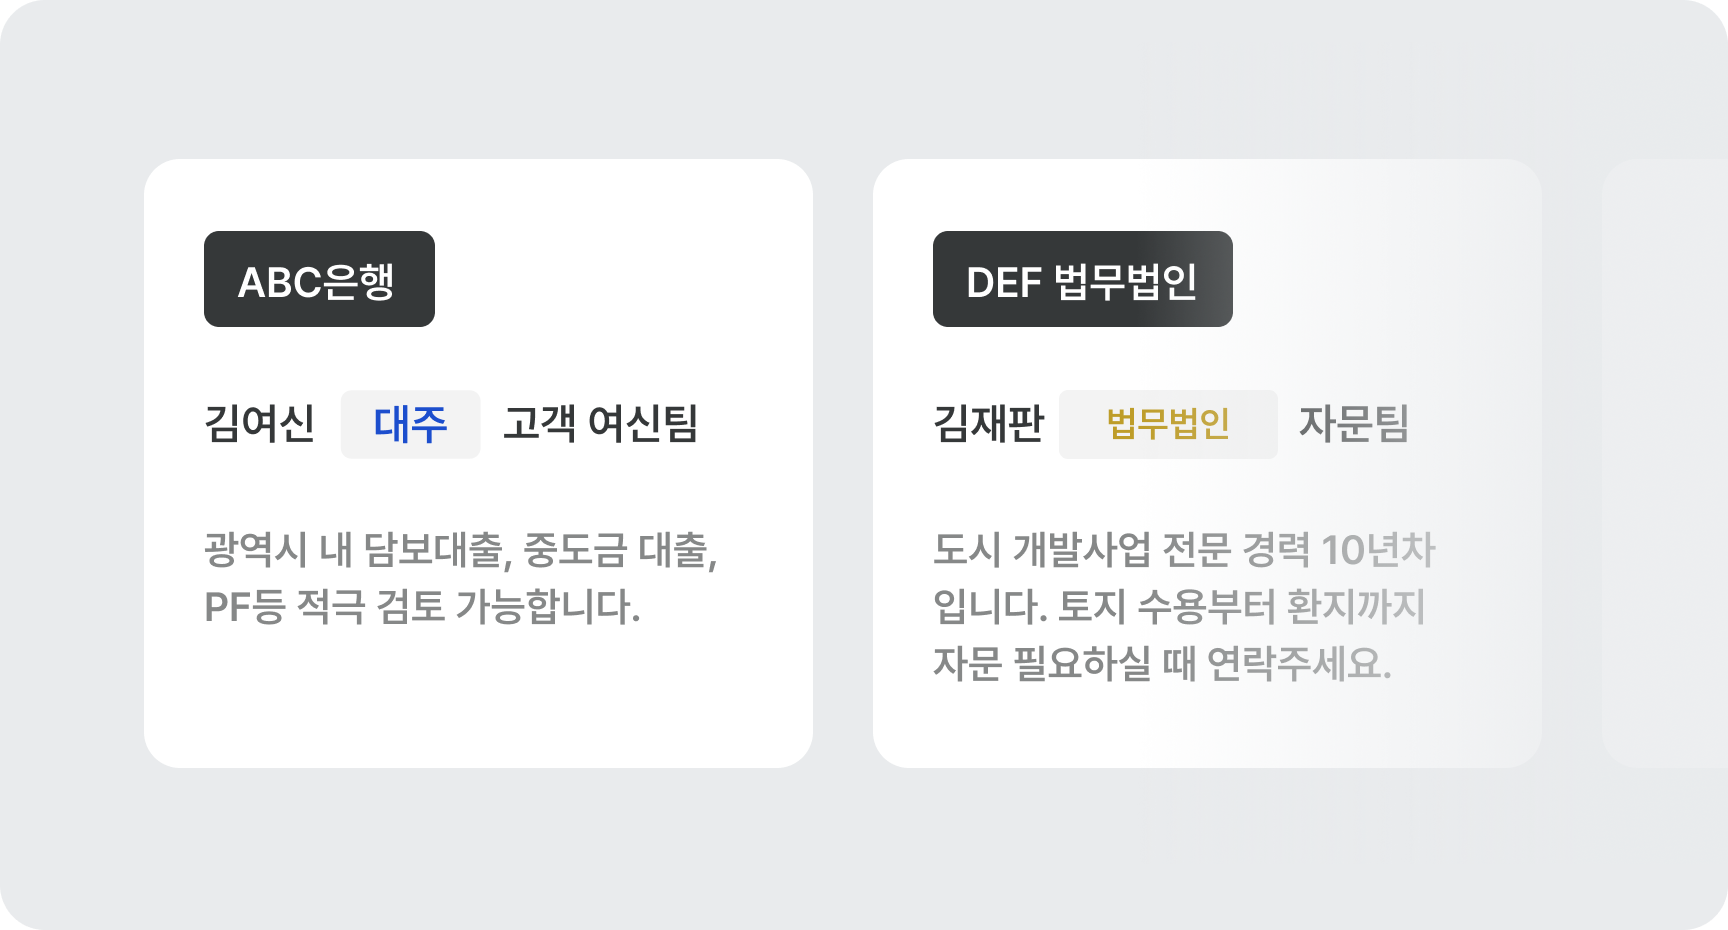 ABC은행
김여신 대주 고객 여신팀
광역시 내 담보대출, 중도금 대출,
PF등 적극 검토 가능합니다.
DEF 법무법인
김재판 법무법인 자문팀
도시 개발사업 전문 경력 10년차
입니다. 토지 수용부터 환지까지
자문 필요하실 때 연락주세요.